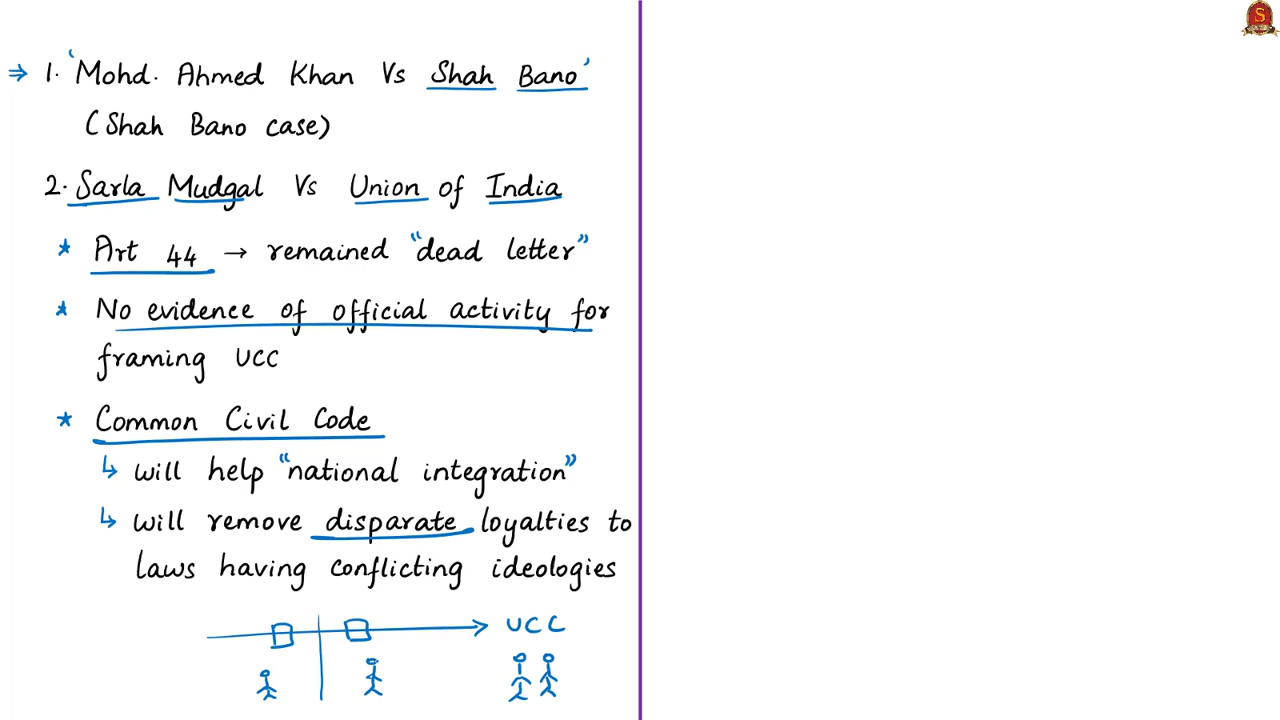 ⇒ 1. 'Mohd. Ahmed Khan Vs Shah Bano'
(Shah Bano case)
2. Sarla Mudgal Vs Union of India
* Art 44 → remained "dead letter"
* No evidence of official activity for
framing UCC
* Common Civil Code
↳ will help "national integration"
↳ will remove disparate loyalties to
laws having conflicting ideologies
UCC